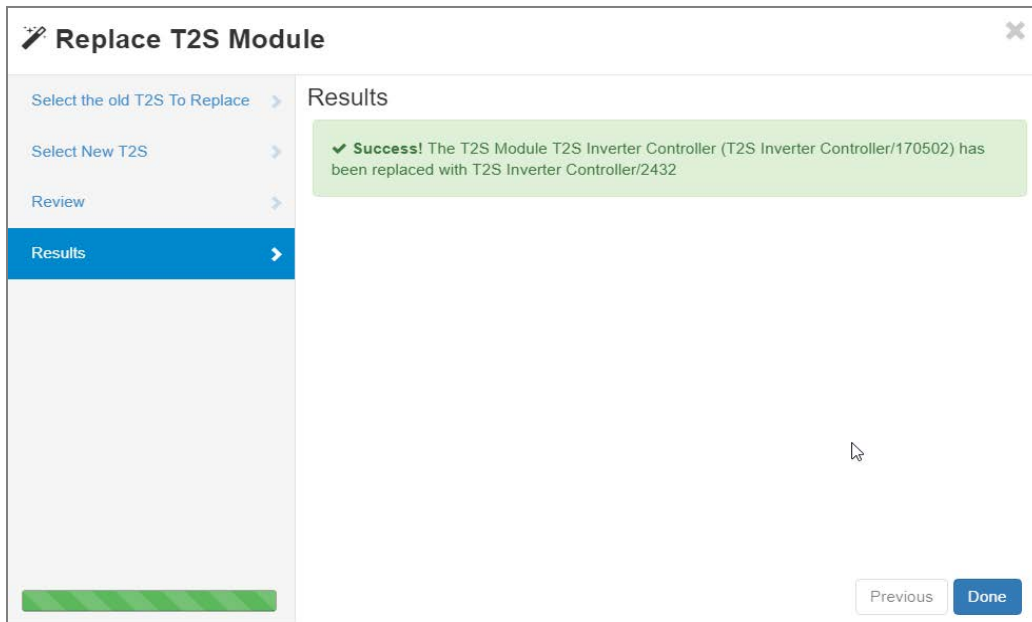 Replace T2S Module
Select the old T2S To Replace
Select New T2S
Review
Results
Results
Success! The T2S Module T2S Inverter Controller (T2S Inverter Controller/170502) has
been replaced with T2S Inverter Controller/2432
Previous
Done